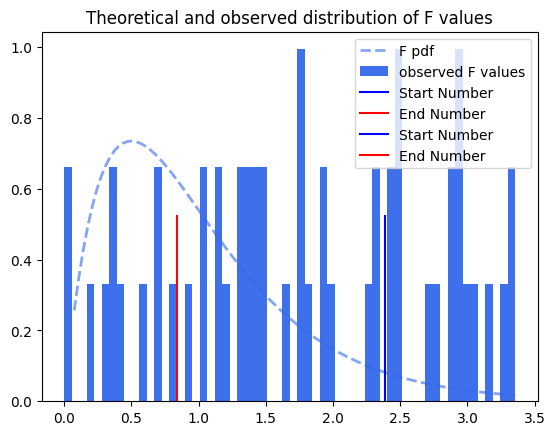 Theoretical and observed distribution of F values
F pdf
observed F values
Start Number
End Number
Start Number
End Number
1.0
0.8
0.6
0.4
0.2
0.0
0.0 0.5 1.0 1.5 2.0 2.5 3.0 3.5